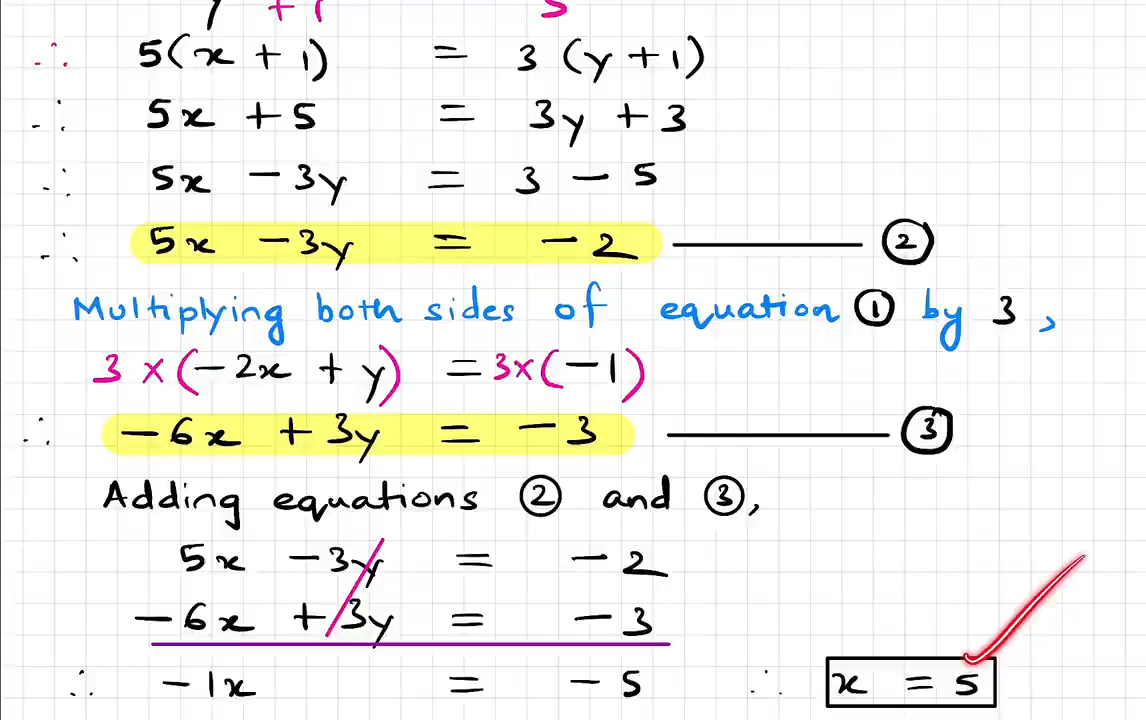 y +1 5
∴ 5(x + 1) = 3 (y + 1)
∴ 5x + 5 = 3y + 3
∴ 5x - 3y = 3 - 5
∴ 5x - 3y = - 2 ②
Multiplying both sides of equation ① by 3,
3 × (-2x + y) = 3×(-1)
∴ -6x + 3y = -3 ③
Adding equations ② and ③,
5x - 3y = - 2
-6x + 3y = - 3
∴ -1x = - 5 ∴ x = 5